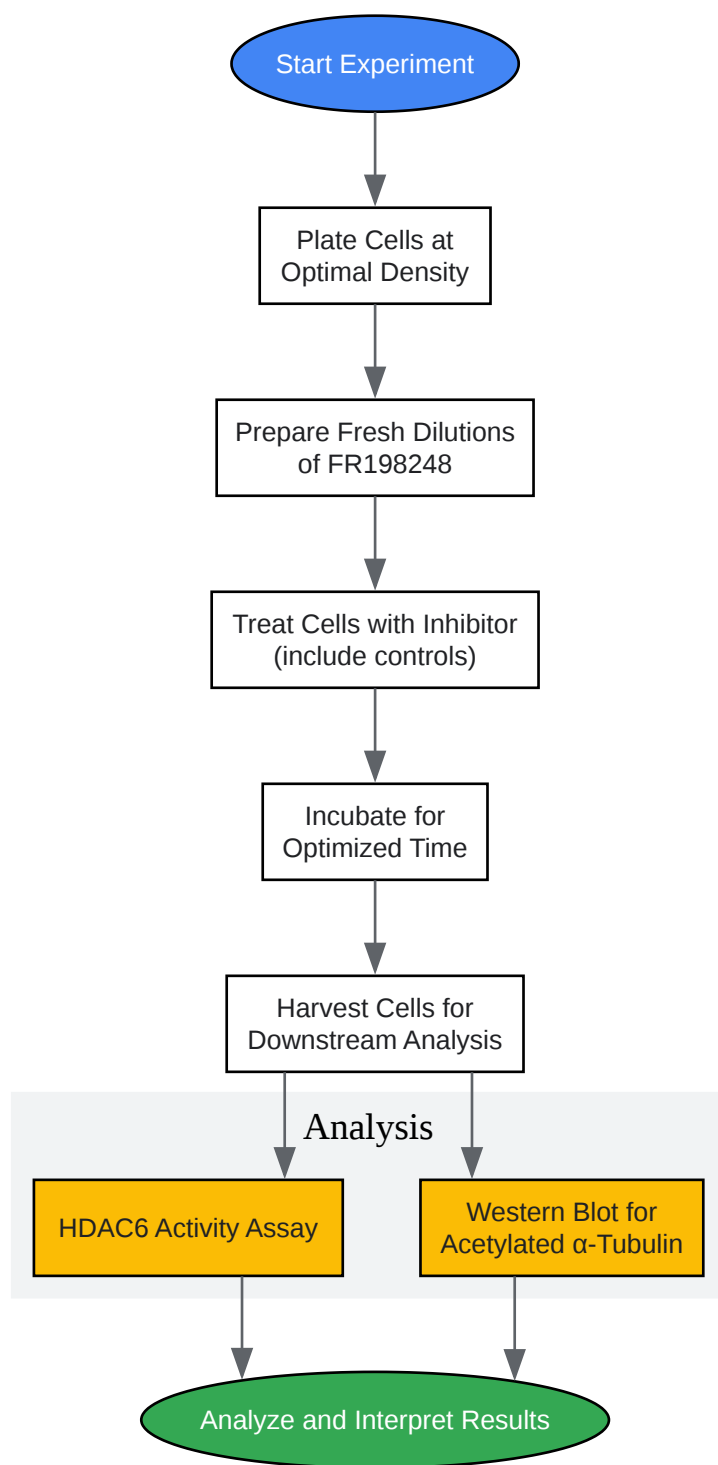 Start Experiment
Plate Cells at
Optimal Density
Prepare Fresh Dilutions
of FR198248
Treat Cells with Inhibitor
(include controls)
Incubate for
Optimized Time
Harvest Cells for
Downstream Analysis
Analysis
HDAC6 Activity Assay
Western Blot for
Acetylated α-Tubulin
Analyze and Interpret Results